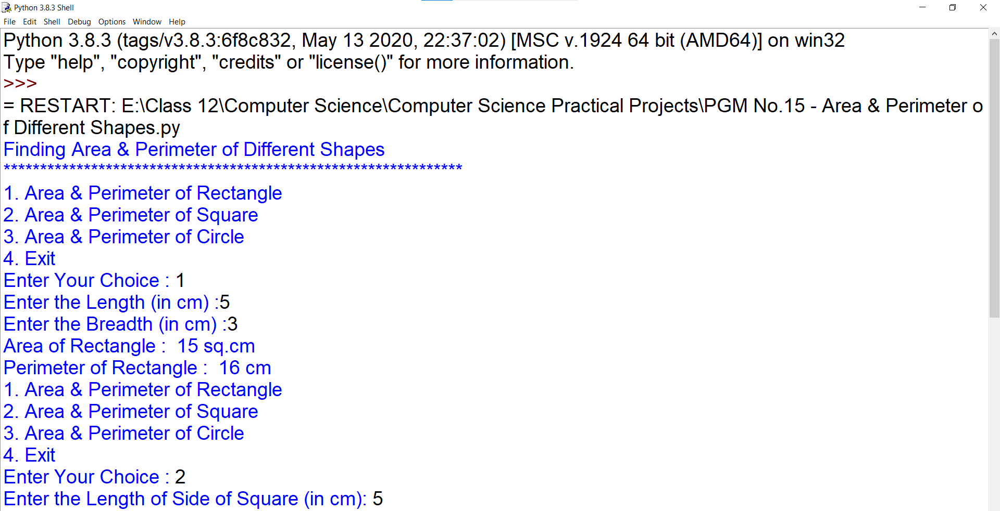 Python 3.8.3 Shell
File Edit Shell Debug Options Window Help
Python 3.8.3 (tags/v3.8.3:6f8c832, May 13 2020, 22:37:02) [MSC v.1924 64 bit (AMD64)] on win32
Type "help", "copyright", "credits" or "license()" for more information.
>>>
= RESTART: E:\Class 12\Computer Science\Computer Science Practical Projects\PGM No.15 - Area & Perimeter o
f Different Shapes.py
Finding Area & Perimeter of Different Shapes
***************************************************************
1. Area & Perimeter of Rectangle
2. Area & Perimeter of Square
3. Area & Perimeter of Circle
4. Exit
Enter Your Choice : 1
Enter the Length (in cm) :5
Enter the Breadth (in cm) :3
Area of Rectangle :  15 sq.cm
Perimeter of Rectangle :  16 cm
1. Area & Perimeter of Rectangle
2. Area & Perimeter of Square
3. Area & Perimeter of Circle
4. Exit
Enter Your Choice : 2
Enter the Length of Side of Square (in cm): 5